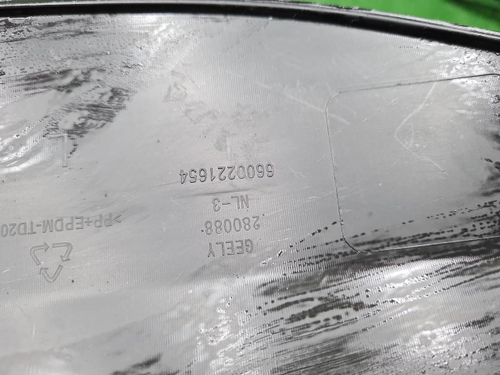 GEELY
280088
NL-3
6600221654
>PP+EPDM-TD20